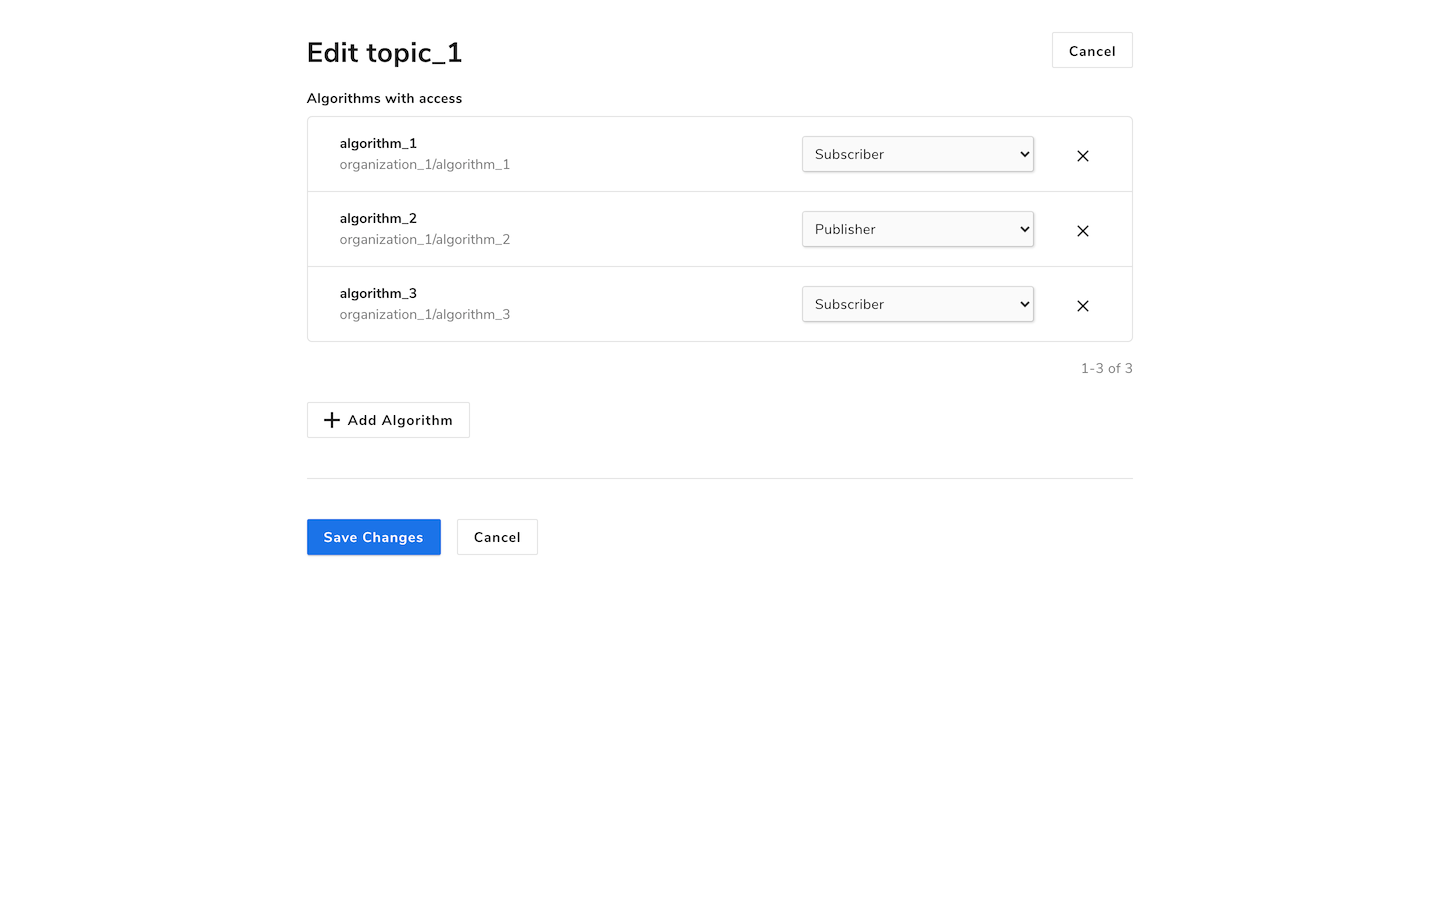 Edit topic_1
Cancel
Algorithms with access
algorithm_1
organization_1/algorithm_1
Subscriber
algorithm_2
organization_1/algorithm_2
Publisher
algorithm_3
organization_1/algorithm_3
Subscriber
1-3 of 3
Add Algorithm
Save Changes
Cancel